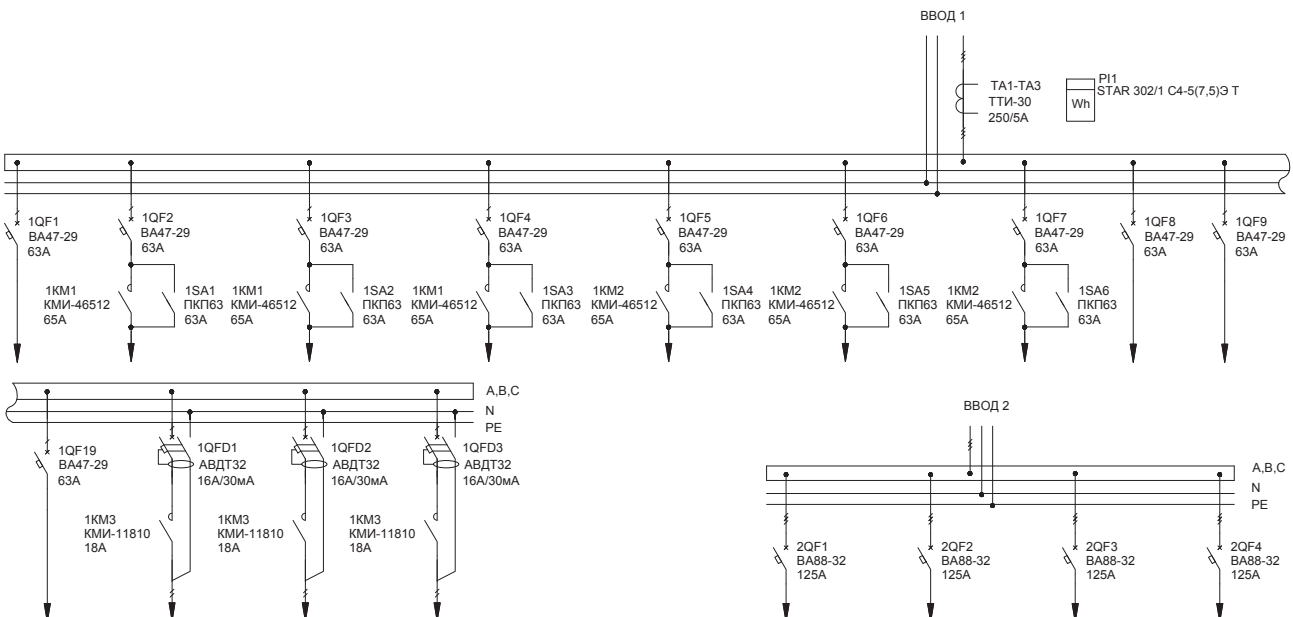 ВВОД 1
ТА1-ТА3
ТТИ-30
250/5А
Wh
PI1
STAR 302/1 С4-5(7,5)Э Т
1QF1
ВА47-29
63А
1QF2
ВА47-29
63А
1QF3
ВА47-29
63А
1QF4
ВА47-29
63А
1QF5
ВА47-29
63А
1QF6
ВА47-29
63А
1QF7
ВА47-29
63А
1QF8
ВА47-29
63А
1QF9
ВА47-29
63А
1КМ1
КМИ-46512
65А
1SA1
ПКП63
63А
1КМ1
КМИ-46512
65А
1SA2
ПКП63
63А
1КМ1
КМИ-46512
65А
1SA3
ПКП63
63А
1КМ2
КМИ-46512
65А
1SA4
ПКП63
63А
1КМ2
КМИ-46512
65А
1SA5
ПКП63
63А
1КМ2
КМИ-46512
65А
1SA6
ПКП63
63А
А,В,С
N
PE
1QF19
ВА47-29
63А
1QFD1
АВДТ32
16А/30мА
1QFD2
АВДТ32
16А/30мА
1QFD3
АВДТ32
16А/30мА
1КМ3
КМИ-11810
18А
1КМ3
КМИ-11810
18А
1КМ3
КМИ-11810
18А
ВВОД 2
А,В,С
N
PE
2QF1
ВА88-32
125А
2QF2
ВА88-32
125А
2QF3
ВА88-32
125А
2QF4
ВА88-32
125А